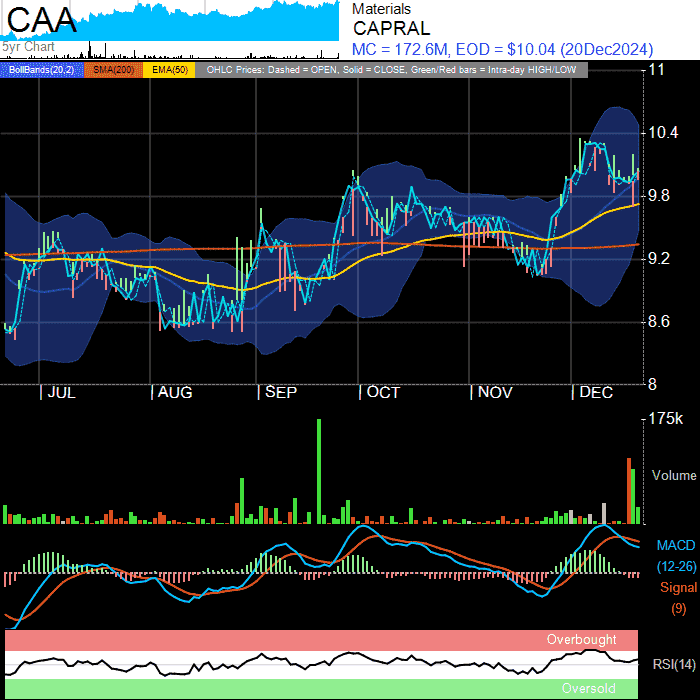 CAA
5yr Chart
Materials
CAPRAL
MC = 172.6M, EOD = $10.04 (20Dec2024)
BollBands(20,2) SMA(200) EMA(50) OHLC Prices: Dashed = OPEN, Solid = CLOSE, Green/Red bars = Intra-day HIGH/LOW
11
10.4
9.8
9.2
8.6
8
JUL AUG SEP OCT NOV DEC
175k
Volume
MACD
(12-26)
Signal
(9)
Overbought
RSI(14)
Oversold